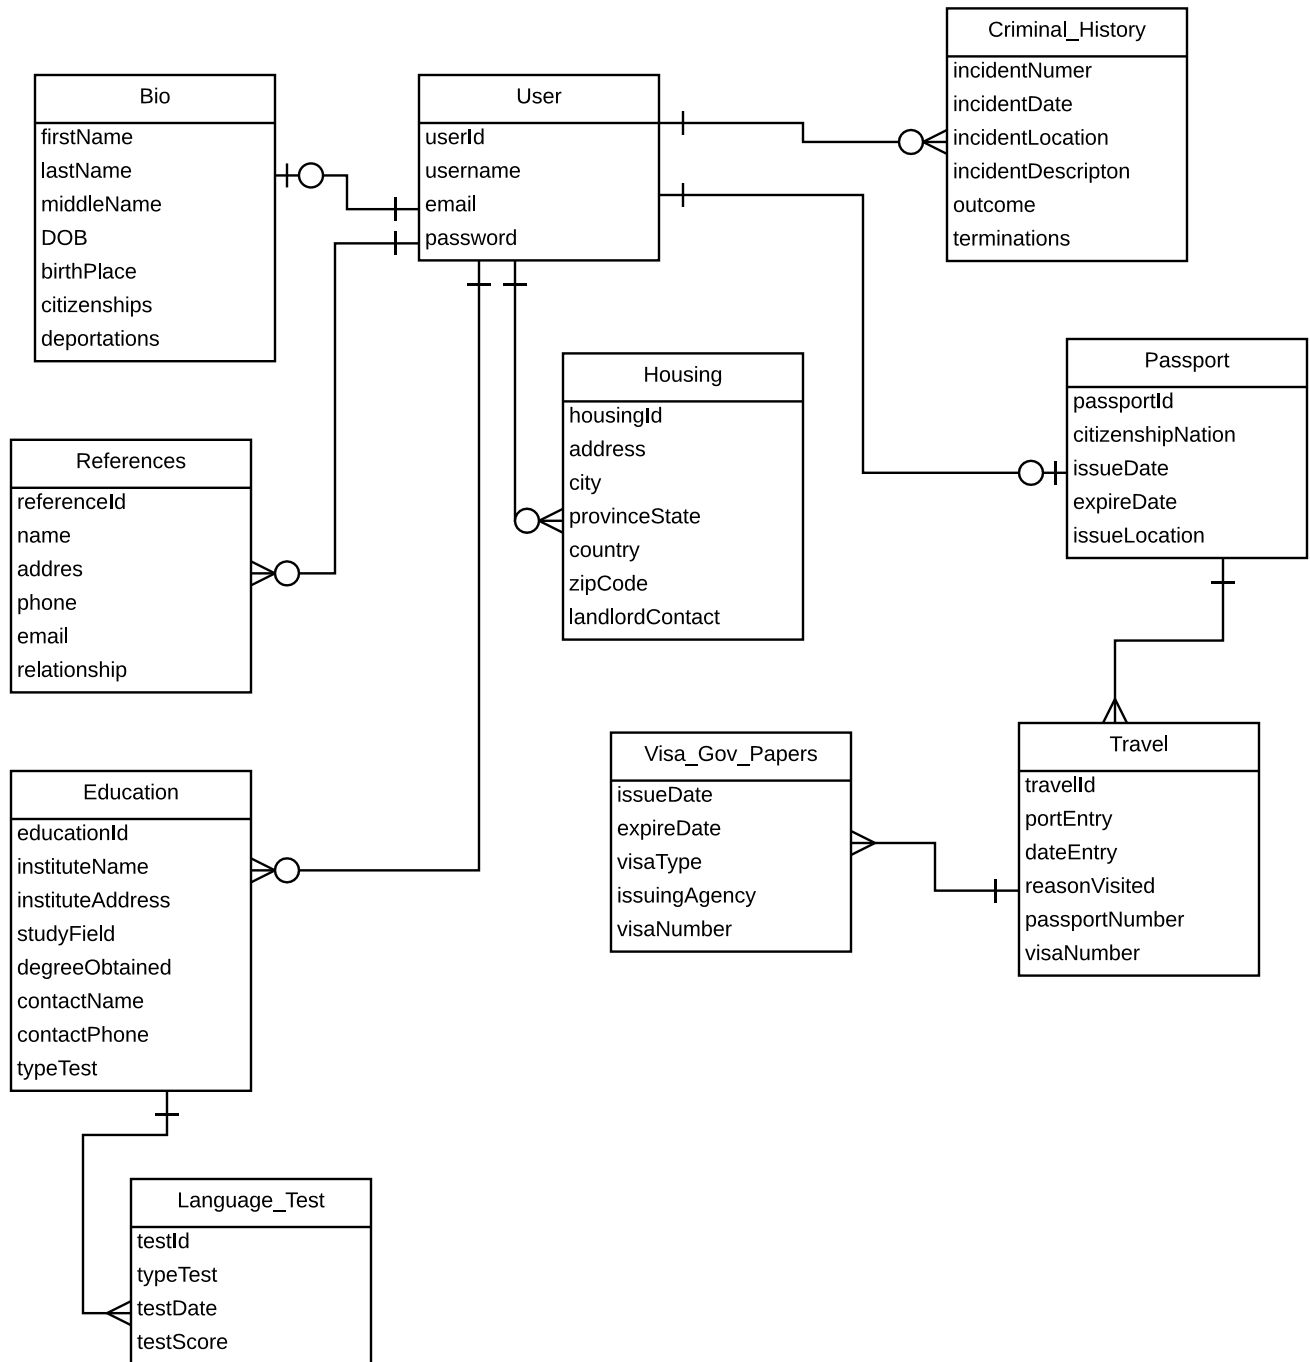 Criminal_History
incidentNumer
incidentDate
incidentLocation
incidentDescripton
outcome
terminations
Bio
firstName
lastName
middleName
DOB
birthPlace
citizenships
deportations
User
userId
username
email
password
Passport
passportId
citizenshipNation
issueDate
expireDate
issueLocation
Housing
housingId
address
city
provinceState
country
zipCode
landlordContact
References
referenceId
name
addres
phone
email
relationship
Travel
travelId
portEntry
dateEntry
reasonVisited
passportNumber
visaNumber
Visa_Gov_Papers
issueDate
expireDate
visaType
issuingAgency
visaNumber
Education
educationId
instituteName
instituteAddress
studyField
degreeObtained
contactName
contactPhone
typeTest
Language_Test
testId
typeTest
testDate
testScore